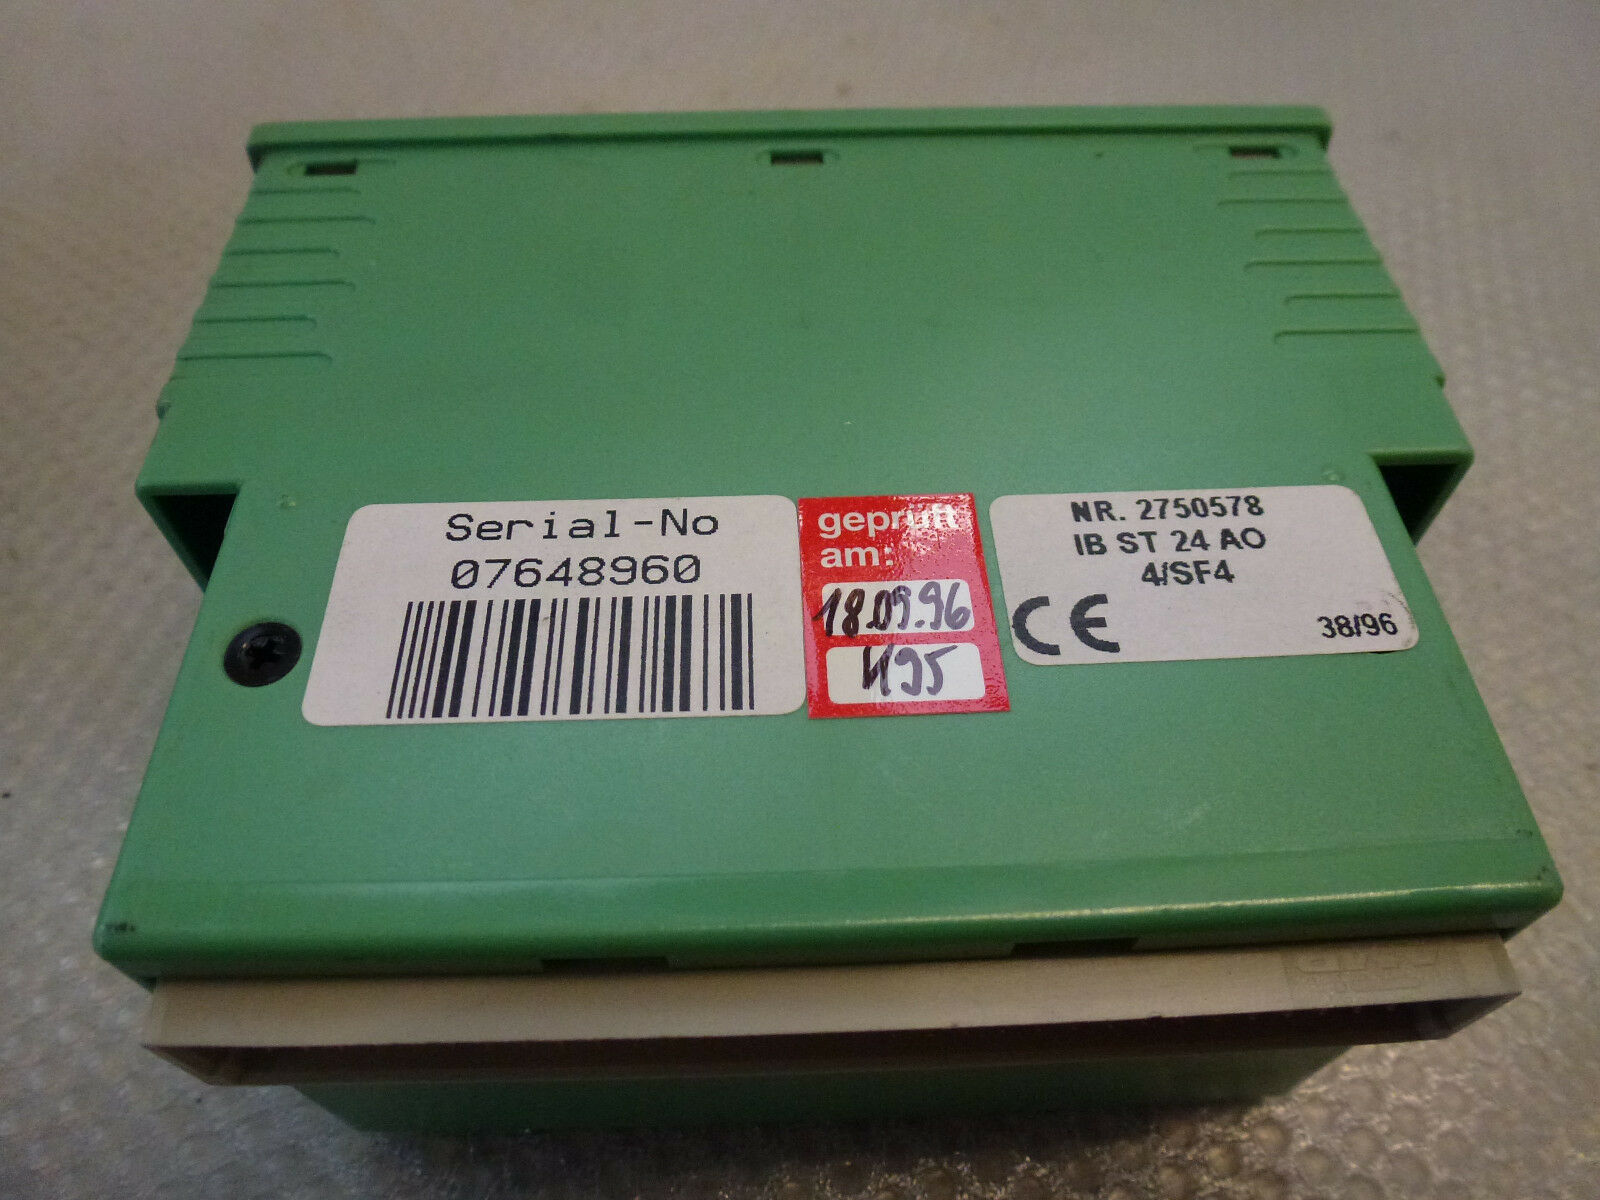 Serial-No
07648960
geprüft
am:
18.09.96
495
NR. 2750578
IB ST 24 AO
4/SF4
CE
38/96